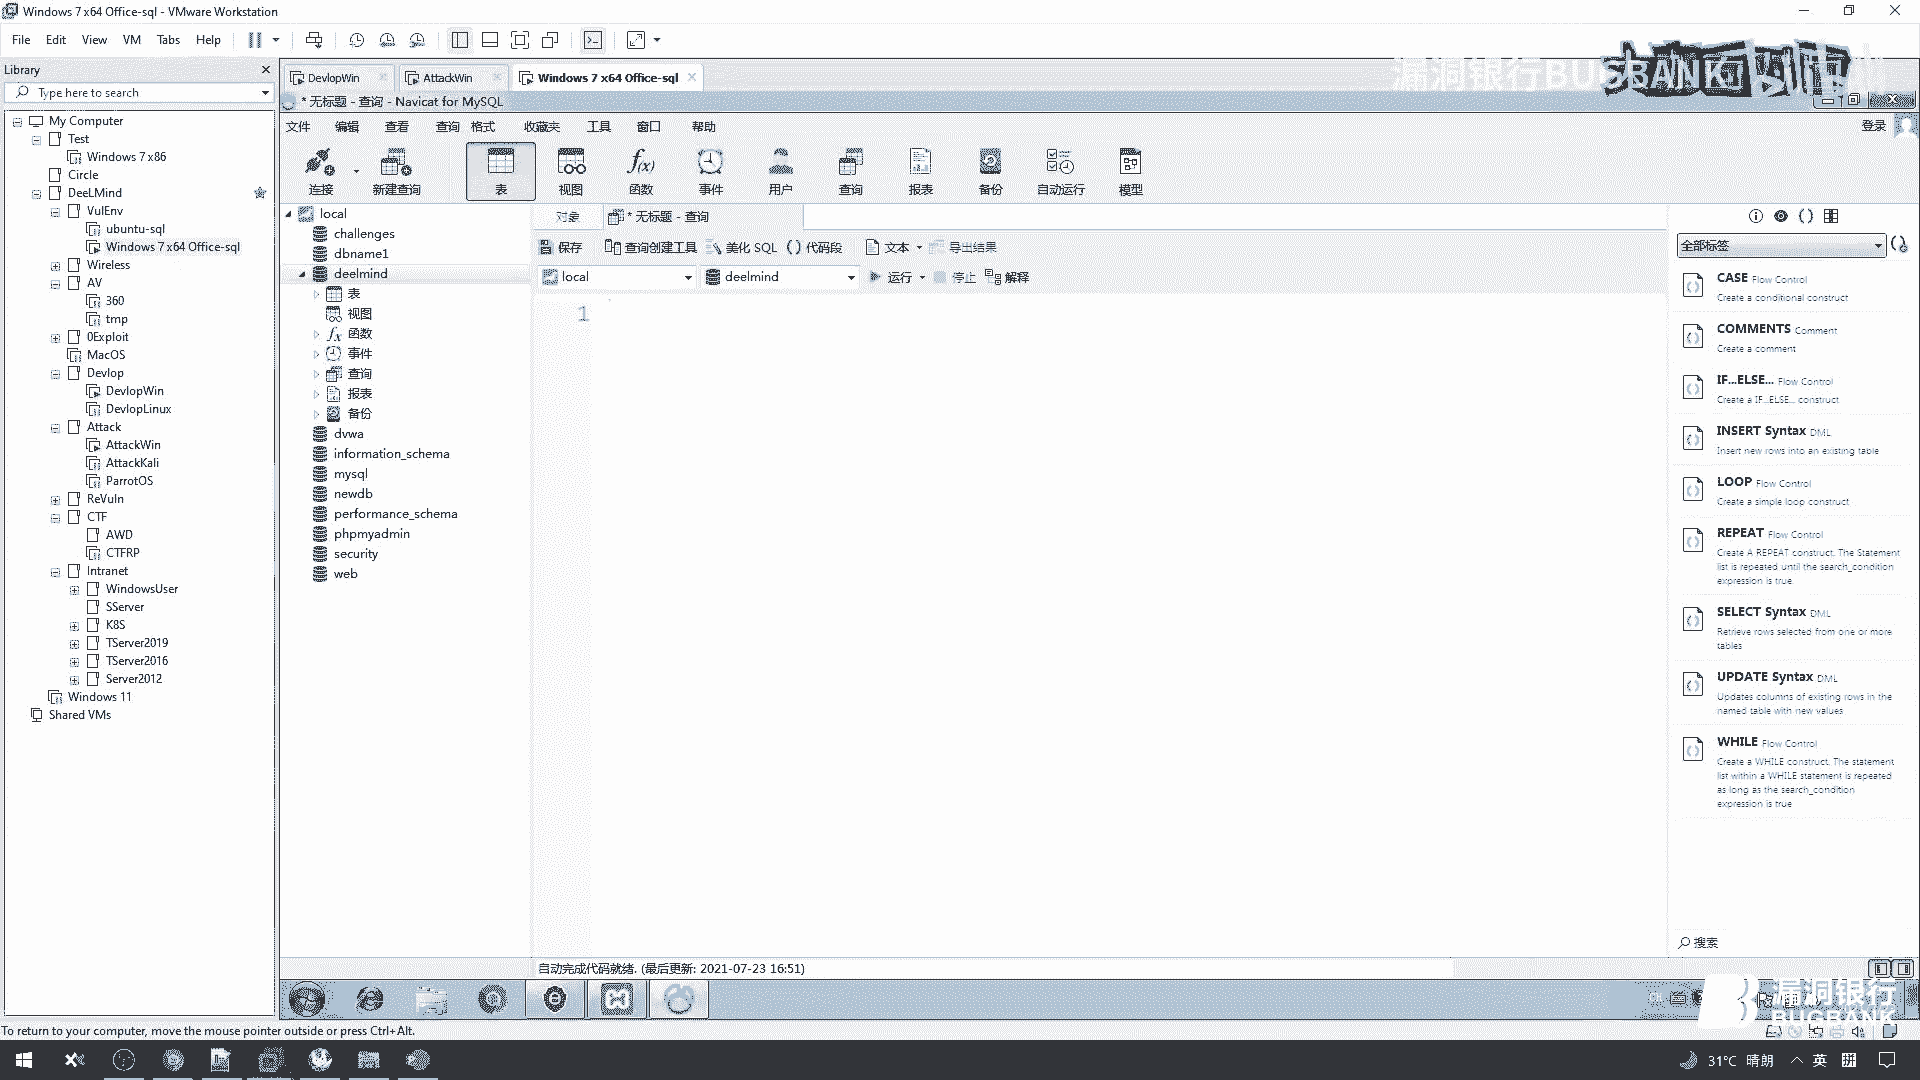 Windows 7 x64 Office-sql - VMware Workstation
File Edit View VM Tabs Help
Library
Type here to search
My Computer
Test
Windows 7 x86
Circle
DeeLMind
VulEnv
ubuntu-sql
Windows 7 x64 Office-sql
Wireless
AV
360
tmp
0Exploit
MacOS
Devlop
DevlopWin
DevlopLinux
Attack
AttackWin
AttackKali
ParrotOS
ReVuln
CTF
AWD
CTFRP
Intranet
WindowsUser
SServer
K8S
TServer2019
TServer2016
Server2012
Windows 11
Shared VMs
DevlopWin AttackWin Windows 7 x64 Office-sql
漏洞银行BUGBANK
* 无标题 - 查询 - Navicat for MySQL
文件 编辑 查看 查询 格式 收藏夹 工具 窗口 帮助 登录
连接 新建查询 表 视图 函数 事件 用户 查询 报表 备份 自动运行 模型
local
challenges
dbname1
deelmind
表
视图
函数
事件
查询
报表
备份
dvwa
information_schema
mysql
newdb
performance_schema
phpmyadmin
security
web
对象 * 无标题 - 查询
保存 查询创建工具 美化 SQL () 代码段 文本 导出结果
local deelmind 运行 停止 解释
1
全部标签
CASE Flow Control
Create a conditional construct
COMMENTS Comment
Create a comment
IF...ELSE... Flow Control
Create a IF...ELSE... construct
INSERT Syntax DML
Insert new rows into an existing table
LOOP Flow Control
Create a simple loop construct
REPEAT Flow Control
Create A REPEAT construct. The Statement
list is repeated until the search_condition
expression is true.
SELECT Syntax DML
Retrieve rows selected from one or more
tables
UPDATE Syntax DML
Updates columns of existing rows in the
named table with new values
WHILE Flow Control
Create a WHILE construct. The statement
list within a WHILE statement is repeated
as long as the search_condition
expression is true
搜索
自动完成代码就绪. (最后更新: 2021-07-23 16:51)
漏洞银行
BUGBANK
To return to your computer, move the mouse pointer outside or press Ctrl+Alt.
31°C 晴朗 英